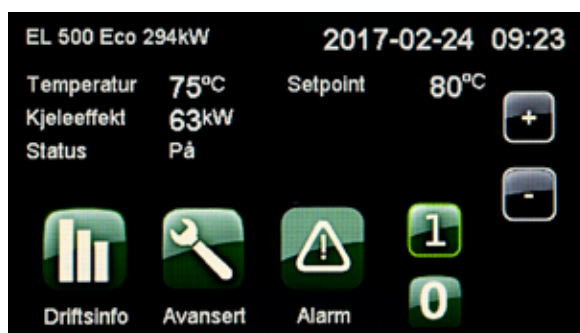 EL 500 Eco 294kW 2017-02-24 09:23
Temperatur 75°C Setpoint 80°C
Kjeleeffekt 63kW
Status På
+
-
1
0
Driftsinfo Avansert Alarm